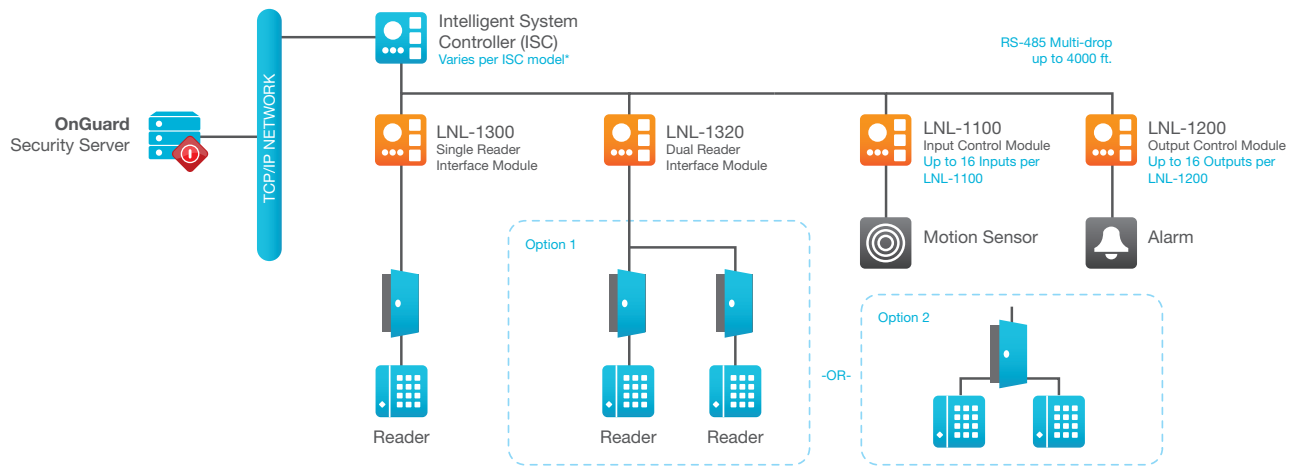 Intelligent System
Controller (ISC)
Varies per ISC model*
RS-485 Multi-drop
up to 4000 ft.
OnGuard
Security Server
TCP/IP NETWORK
LNL-1300
Single Reader
Interface Module
LNL-1320
Dual Reader
Interface Module
LNL-1100
Input Control Module
Up to 16 Inputs per
LNL-1100
LNL-1200
Output Control Module
Up to 16 Outputs per
LNL-1200
Motion Sensor
Alarm
Option 1
Option 2
-OR-
Reader
Reader
Reader